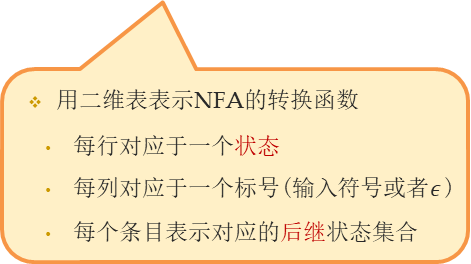 ❖ 用二维表表示NFA的转换函数
• 每行对应于一个状态
• 每列对应于一个标号(输入符号或者ϵ)
• 每个条目表示对应的后继状态集合